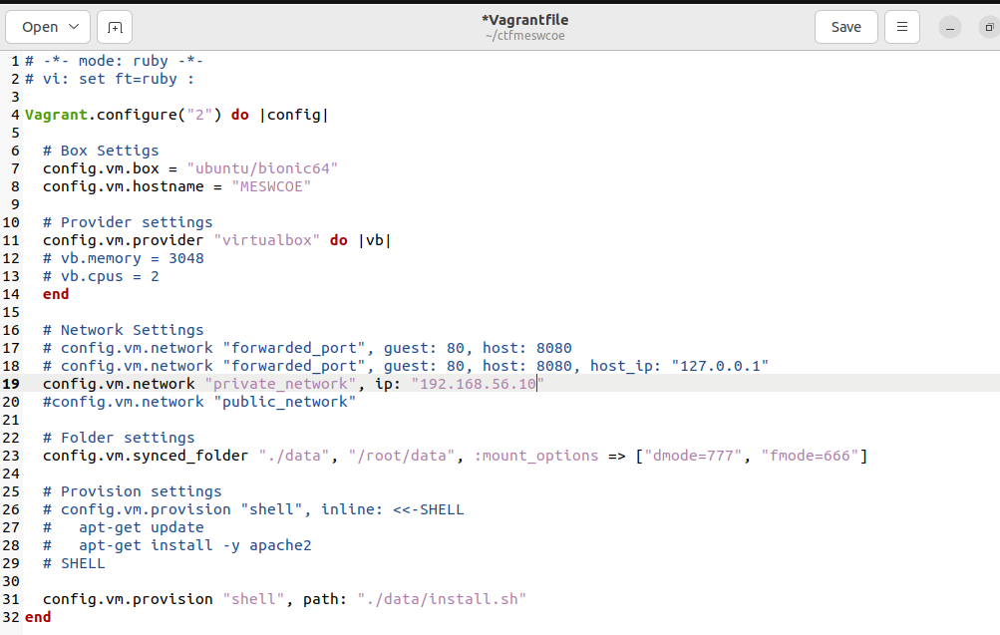 Open
*Vagrantfile
~/ctfmeswcoe
Save
1 # -*- mode: ruby -*-
2 # vi: set ft=ruby :
3
4 Vagrant.configure("2") do |config|
5
6   # Box Settigs
7   config.vm.box = "ubuntu/bionic64"
8   config.vm.hostname = "MESWCOE"
9
10   # Provider settings
11   config.vm.provider "virtualbox" do |vb|
12   # vb.memory = 3048
13   # vb.cpus = 2
14   end
15
16   # Network Settings
17   # config.vm.network "forwarded_port", guest: 80, host: 8080
18   # config.vm.network "forwarded_port", guest: 80, host: 8080, host_ip: "127.0.0.1"
19   config.vm.network "private_network", ip: "192.168.56.10"
20   #config.vm.network "public_network"
21
22   # Folder settings
23   config.vm.synced_folder "./data", "/root/data", :mount_options => ["dmode=777", "fmode=666"]
24
25   # Provision settings
26   # config.vm.provision "shell", inline: <<-SHELL
27   #   apt-get update
28   #   apt-get install -y apache2
29   # SHELL
30
31   config.vm.provision "shell", path: "./data/install.sh"
32 end